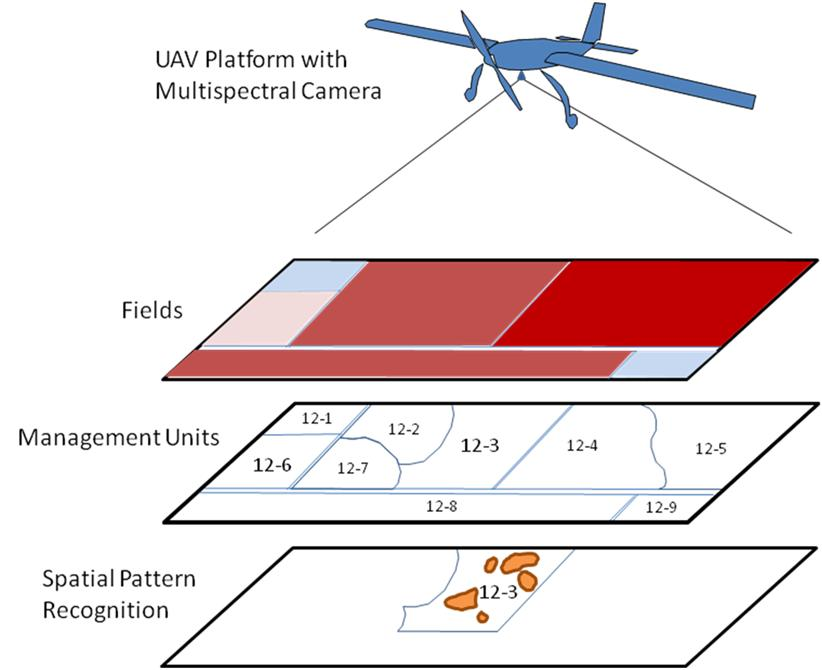 UAV Platform with
Multispectral Camera
Fields
Management Units
12-1
12-2
12-3
12-4
12-5
12-6
12-7
12-8
12-9
Spatial Pattern
Recognition
12-3